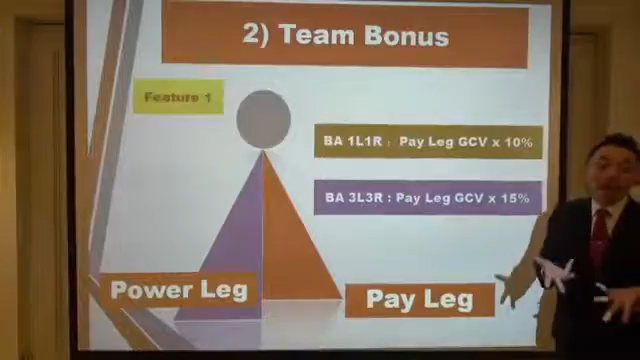 2) Team Bonus
Feature 1
BA 1L1R : Pay Leg GCV x 10%
BA 3L3R : Pay Leg GCV x 15%
Power Leg
Pay Leg